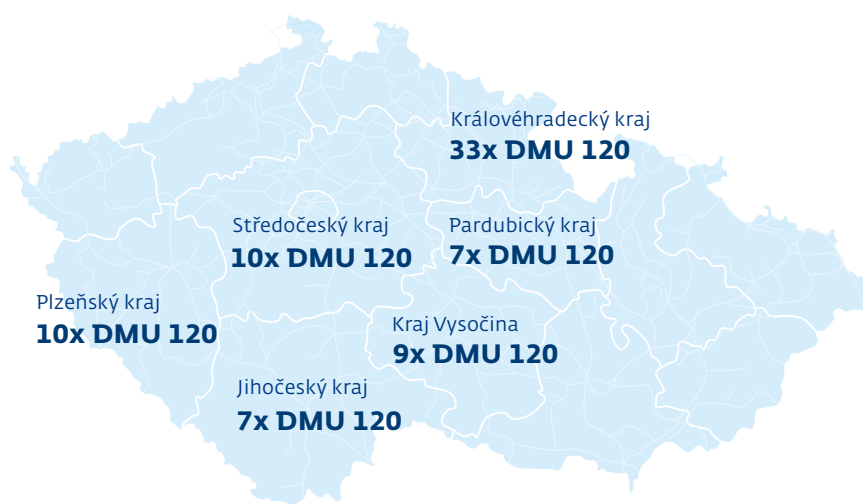 Královéhradecký kraj
33x DMU 120
Středočeský kraj
10x DMU 120
Pardubický kraj
7x DMU 120
Plzeňský kraj
10x DMU 120
Kraj Vysočina
9x DMU 120
Jihočeský kraj
7x DMU 120